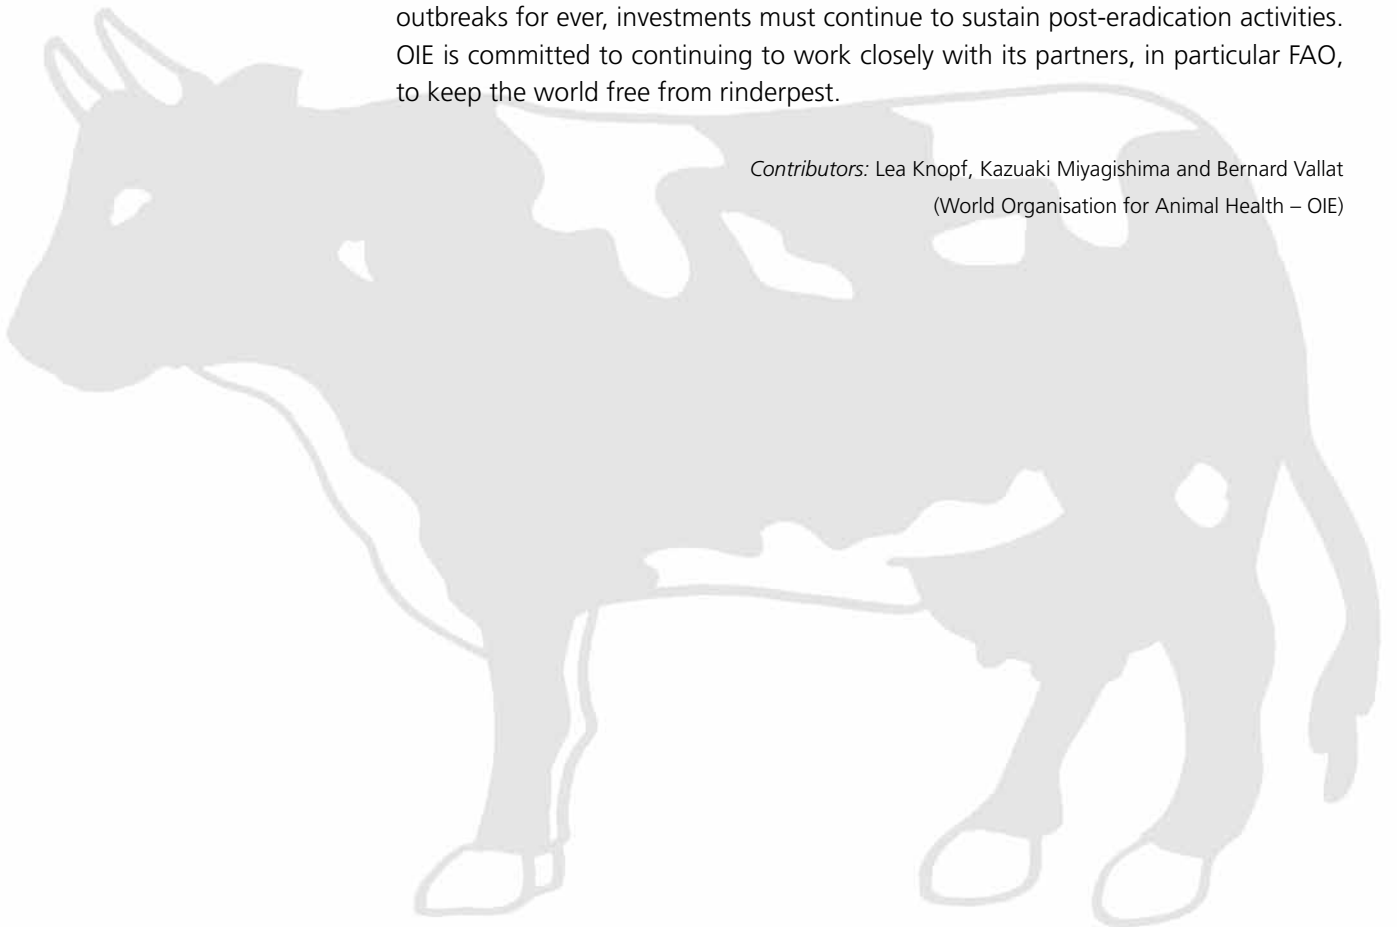 outbreaks for ever, investments must continue to sustain post-eradication activities.
OIE is committed to continuing to work closely with its partners, in particular FAO,
to keep the world free from rinderpest.
Contributors: Lea Knopf, Kazuaki Miyagishima and Bernard Vallat
(World Organisation for Animal Health – OIE)